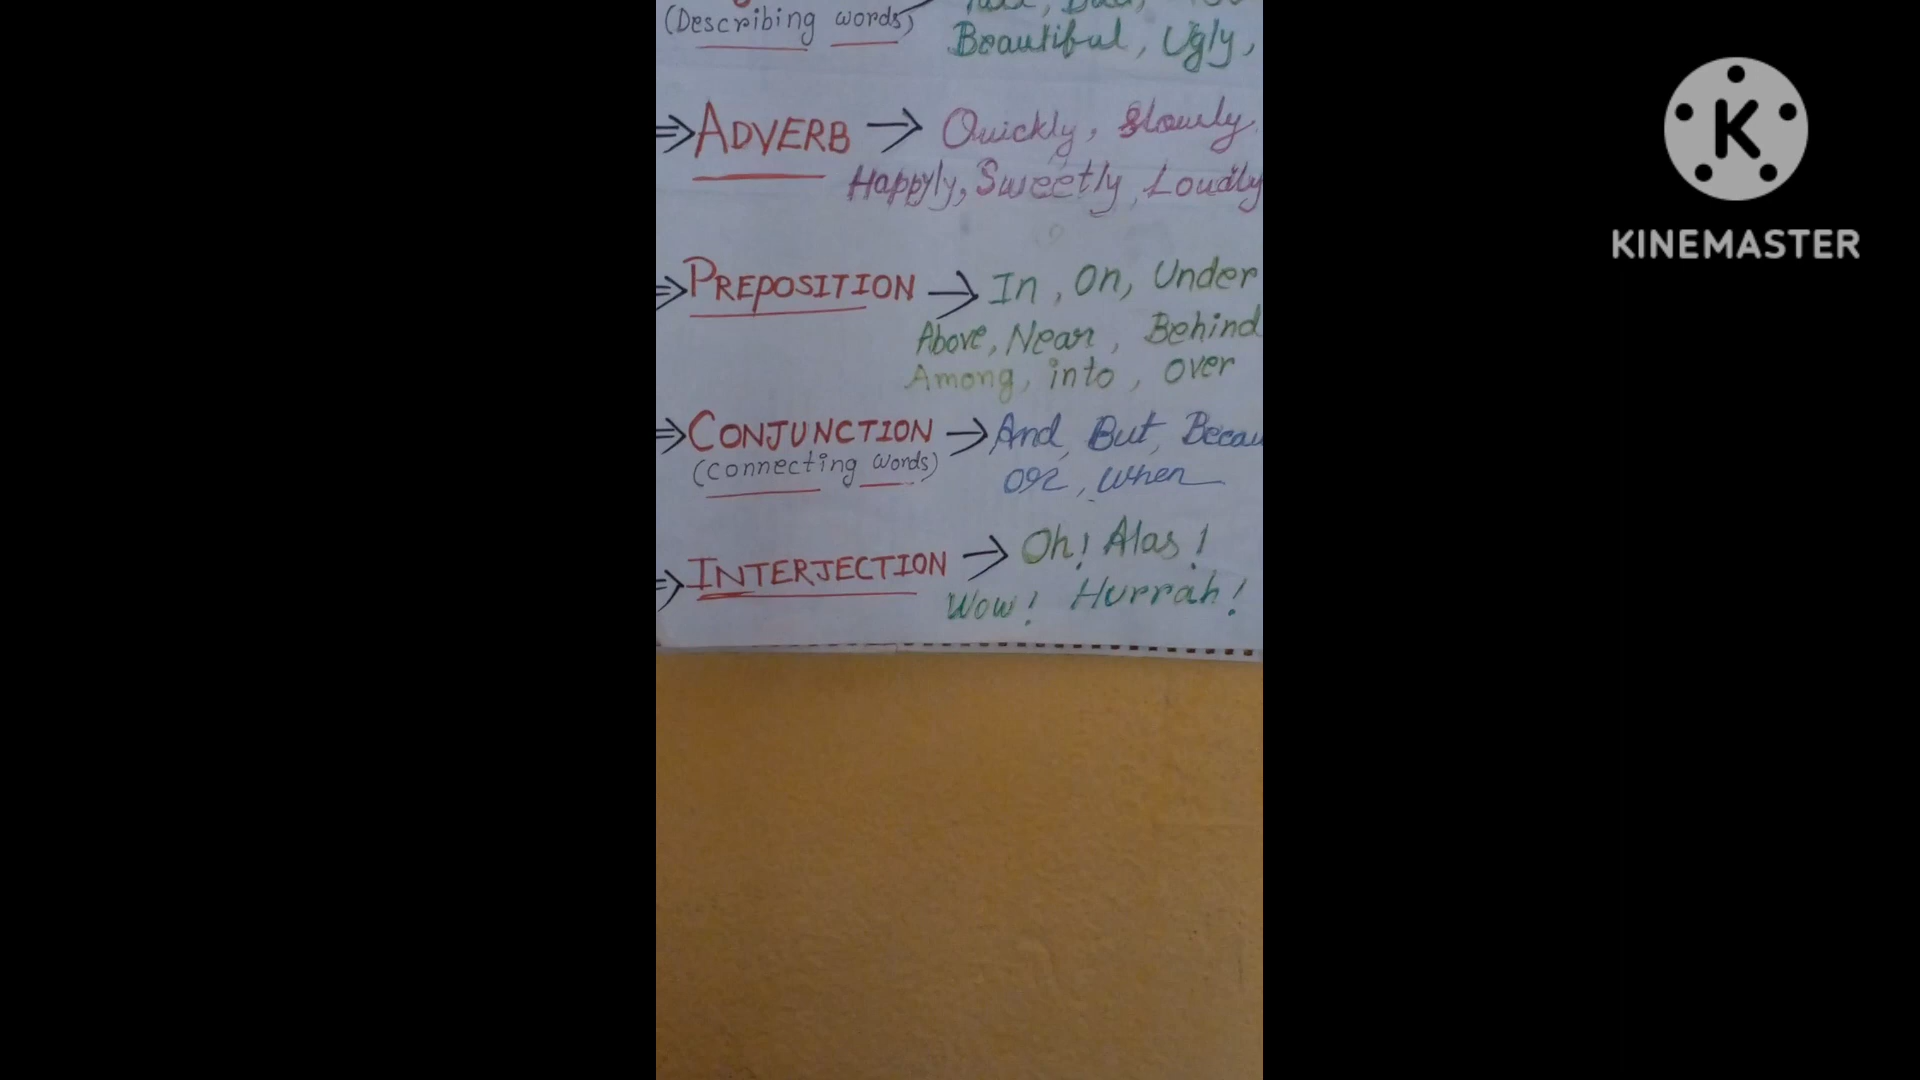 (Describing words)
Beautiful, Ugly,
⇒ ADVERB → Quickly, Slowly
Happyly, Sweetly, Loudly
⇒ PREPOSITION → In, On, Under
Above, Near, Behind
Among, into, over
⇒ CONJUNCTION → And, But, Becau
(connecting words) or, when
⇒ INTERJECTION → Oh! Alas!
Wow! Hurrah!
KINEMASTER